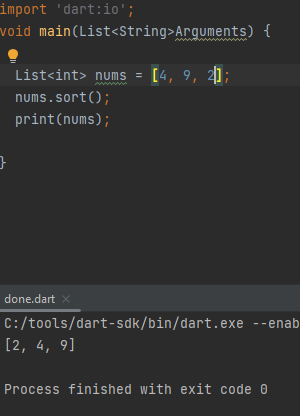 import 'dart:io';
void main(List<String>Arguments) {
List<int> nums = [4, 9, 2];
nums.sort();
print(nums);
}
done.dart ×
C:/tools/dart-sdk/bin/dart.exe --enab
[2, 4, 9]
Process finished with exit code 0